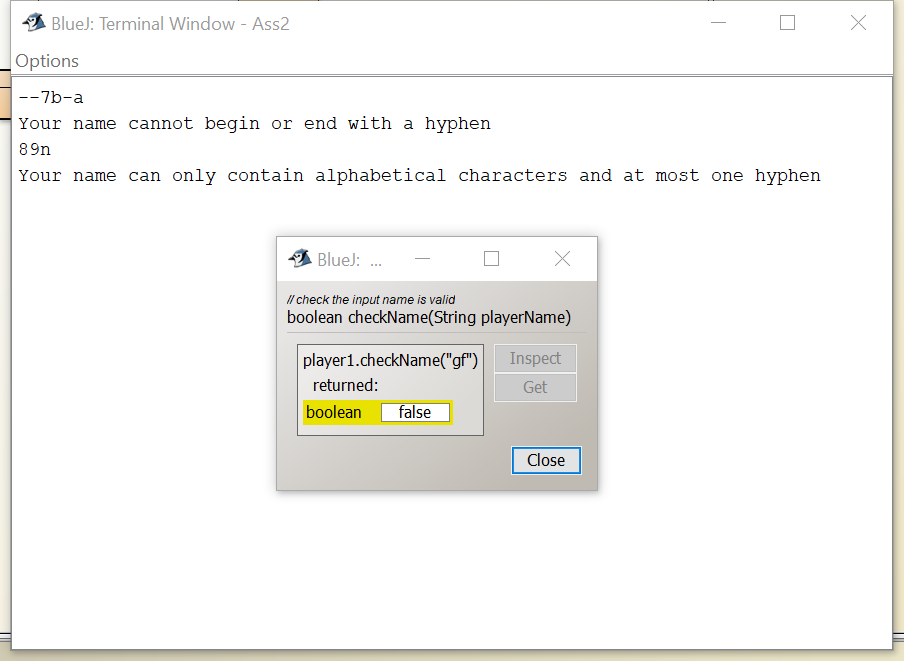 BlueJ: Terminal Window - Ass2
Options
--7b-a
Your name cannot begin or end with a hyphen
89n
Your name can only contain alphabetical characters and at most one hyphen
BlueJ: ...
// check the input name is valid
boolean checkName(String playerName)
player1.checkName("gf")
returned:
boolean false
Inspect
Get
Close